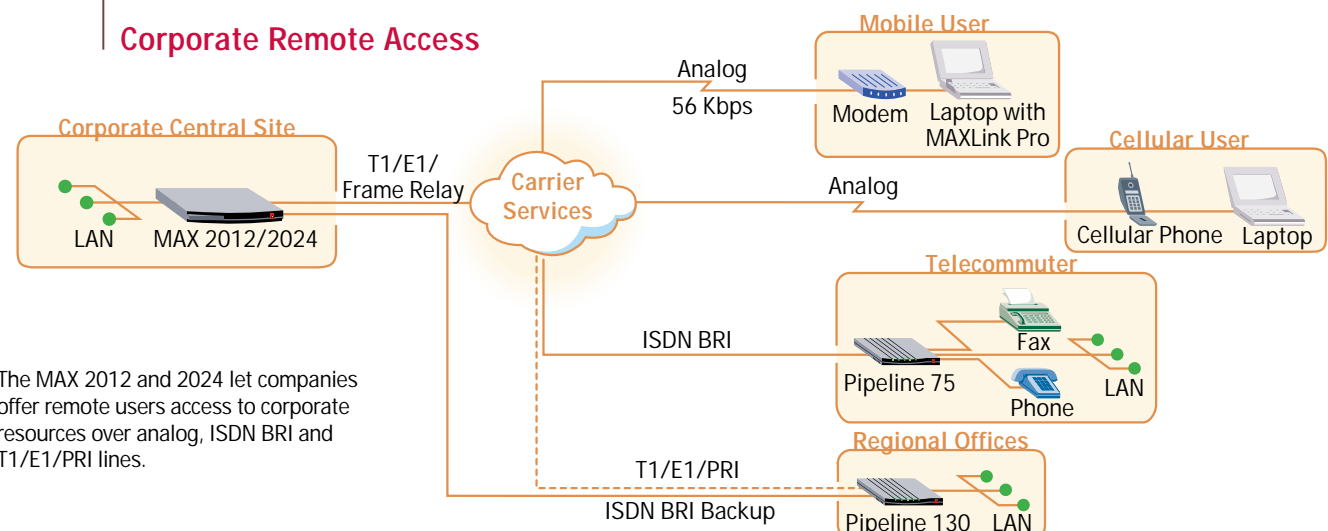 Corporate Remote Access
Mobile User
Analog
56 Kbps
Modem
Laptop with
MAXLink Pro
Corporate Central Site
LAN
MAX 2012/2024
T1/E1/
Frame Relay
Carrier
Services
Cellular User
Analog
Cellular Phone
Laptop
Telecommuter
ISDN BRI
Pipeline 75
Fax
Phone
LAN
The MAX 2012 and 2024 let companies
offer remote users access to corporate
resources over analog, ISDN BRI and
T1/E1/PRI lines.
Regional Offices
T1/E1/PRI
ISDN BRI Backup
Pipeline 130
LAN